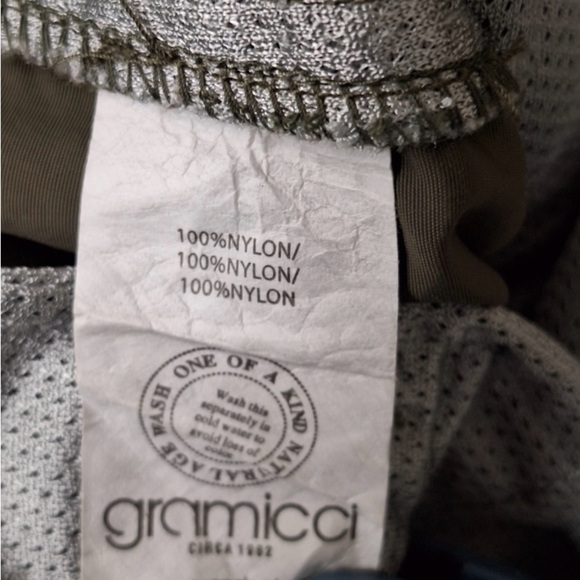 100%NYLON/
100%NYLON/
100%NYLON
ONE OF A KIND NATURAL AGE WASH
Wash this
separately in
cold water to
avoid loss of
color
gramicci
CIRCA 1982